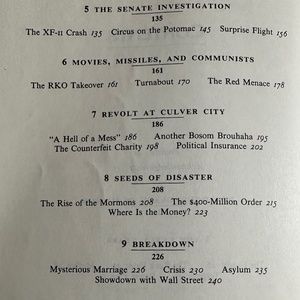 5 THE SENATE INVESTIGATION
135
The XF-11 Crash 135 Circus on the Potomac 145 Surprise Flight 156
6 MOVIES, MISSILES, AND COMMUNISTS
161
The RKO Takeover 161 Turnabout 170 The Red Menace 178
7 REVOLT AT CULVER CITY
186
"A Hell of a Mess" 186 Another Bosom Brouhaha 195
The Counterfeit Charity 198 Political Insurance 202
8 SEEDS OF DISASTER
208
The Rise of the Mormons 208 The $400-Million Order 215
Where Is the Money? 223
9 BREAKDOWN
226
Mysterious Marriage 226 Crisis 230 Asylum 235
Showdown with Wall Street 240